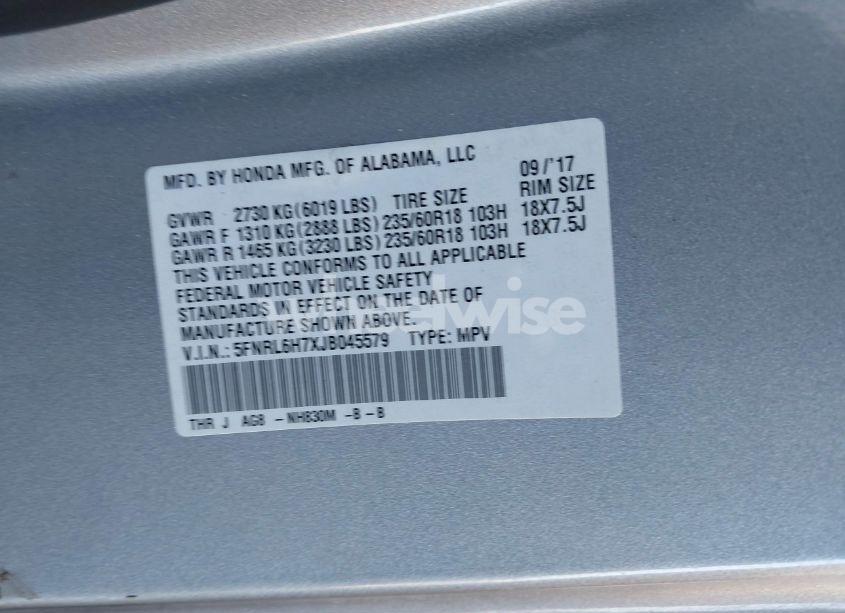 MFD. BY HONDA MFG. OF ALABAMA, LLC 09/'17
GVWR 2730 KG(6019 LBS) TIRE SIZE RIM SIZE
GAWR F 1310 KG(2888 LBS) 235/60R18 103H 18X7.5J
GAWR R 1465 KG(3230 LBS) 235/60R18 103H 18X7.5J
THIS VEHICLE CONFORMS TO ALL APPLICABLE
FEDERAL MOTOR VEHICLE SAFETY
STANDARDS IN EFFECT ON THE DATE OF
MANUFACTURE SHOWN ABOVE.
V.I.N.: 5FNRL6H7XJB045579 TYPE: MPV
THR J AG8 -NH830M -B-B